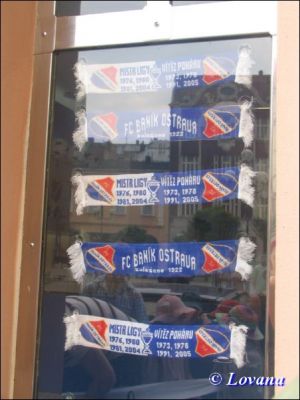 MISTR LIGY VÍTĚZ POHÁRU
1976, 1980 1973, 1978
1981, 2004 1991, 2005
FC BANÍK OSTRAVA
Založeno 1922
MISTR LIGY VÍTĚZ POHÁRU
1976, 1980 1973, 1978
1981, 2004 1991, 2005
FC BANÍK OSTRAVA
Založeno 1922
MISTR LIGY VÍTĚZ POHÁRU
1976, 1980 1973, 1978
1981, 2004 1991, 2005
© Lovana